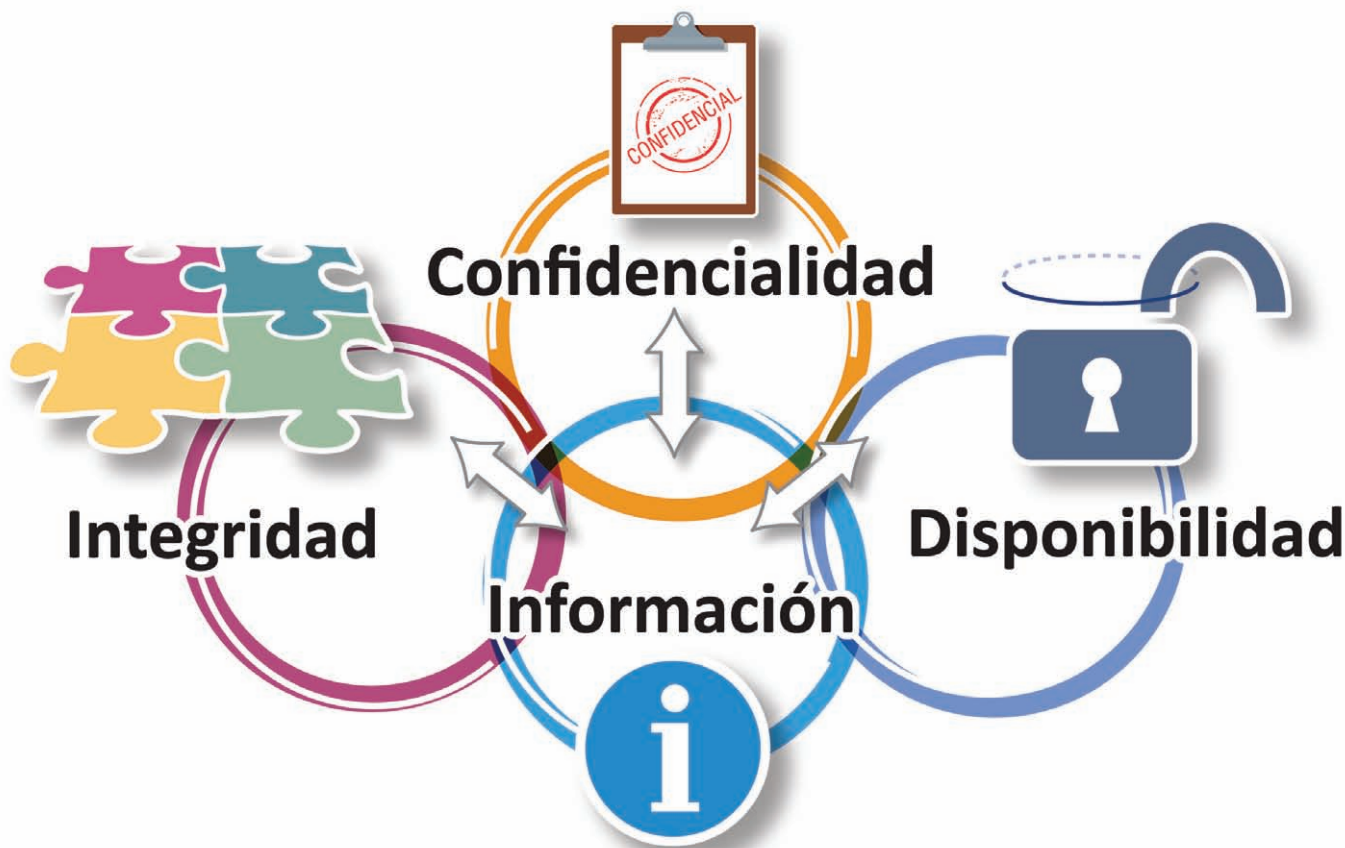 CONFIDENCIAL
Confidencialidad
Integridad
Disponibilidad
Información
i